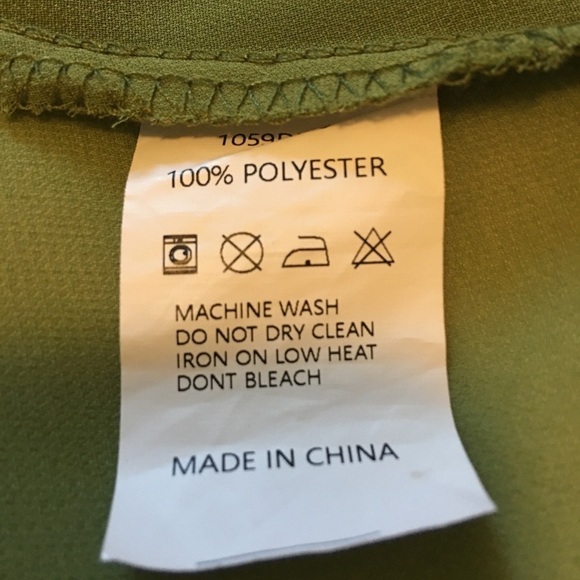 100% POLYESTER
MACHINE WASH
DO NOT DRY CLEAN
IRON ON LOW HEAT
DONT BLEACH
MADE IN CHINA